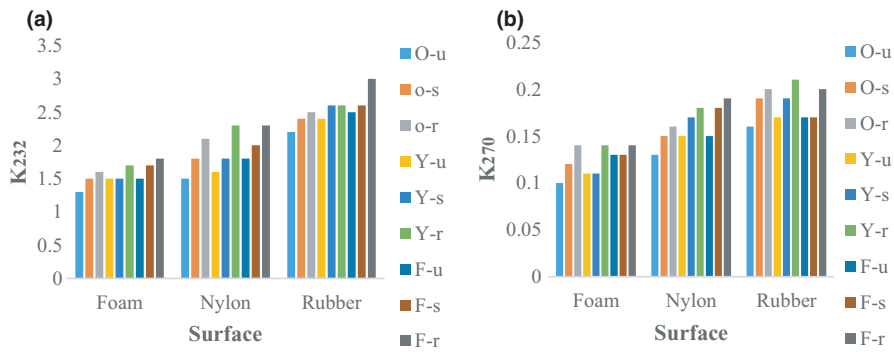 (a)
3.5
3
2.5
2
1.5
1
0.5
0
K232
Foam Nylon Rubber
Surface
O-u
o-s
o-r
Y-u
Y-s
Y-r
F-u
F-s
F-r
(b)
0.25
0.2
0.15
0.1
0.05
0
K270
Foam Nylon Rubber
Surface
O-u
O-s
O-r
Y-u
Y-s
Y-r
F-u
F-s
F-r